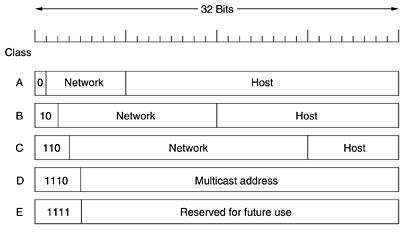 32 Bits
Class
A 0 Network Host
B 10 Network Host
C 110 Network Host
D 1110 Multicast address
E 1111 Reserved for future use